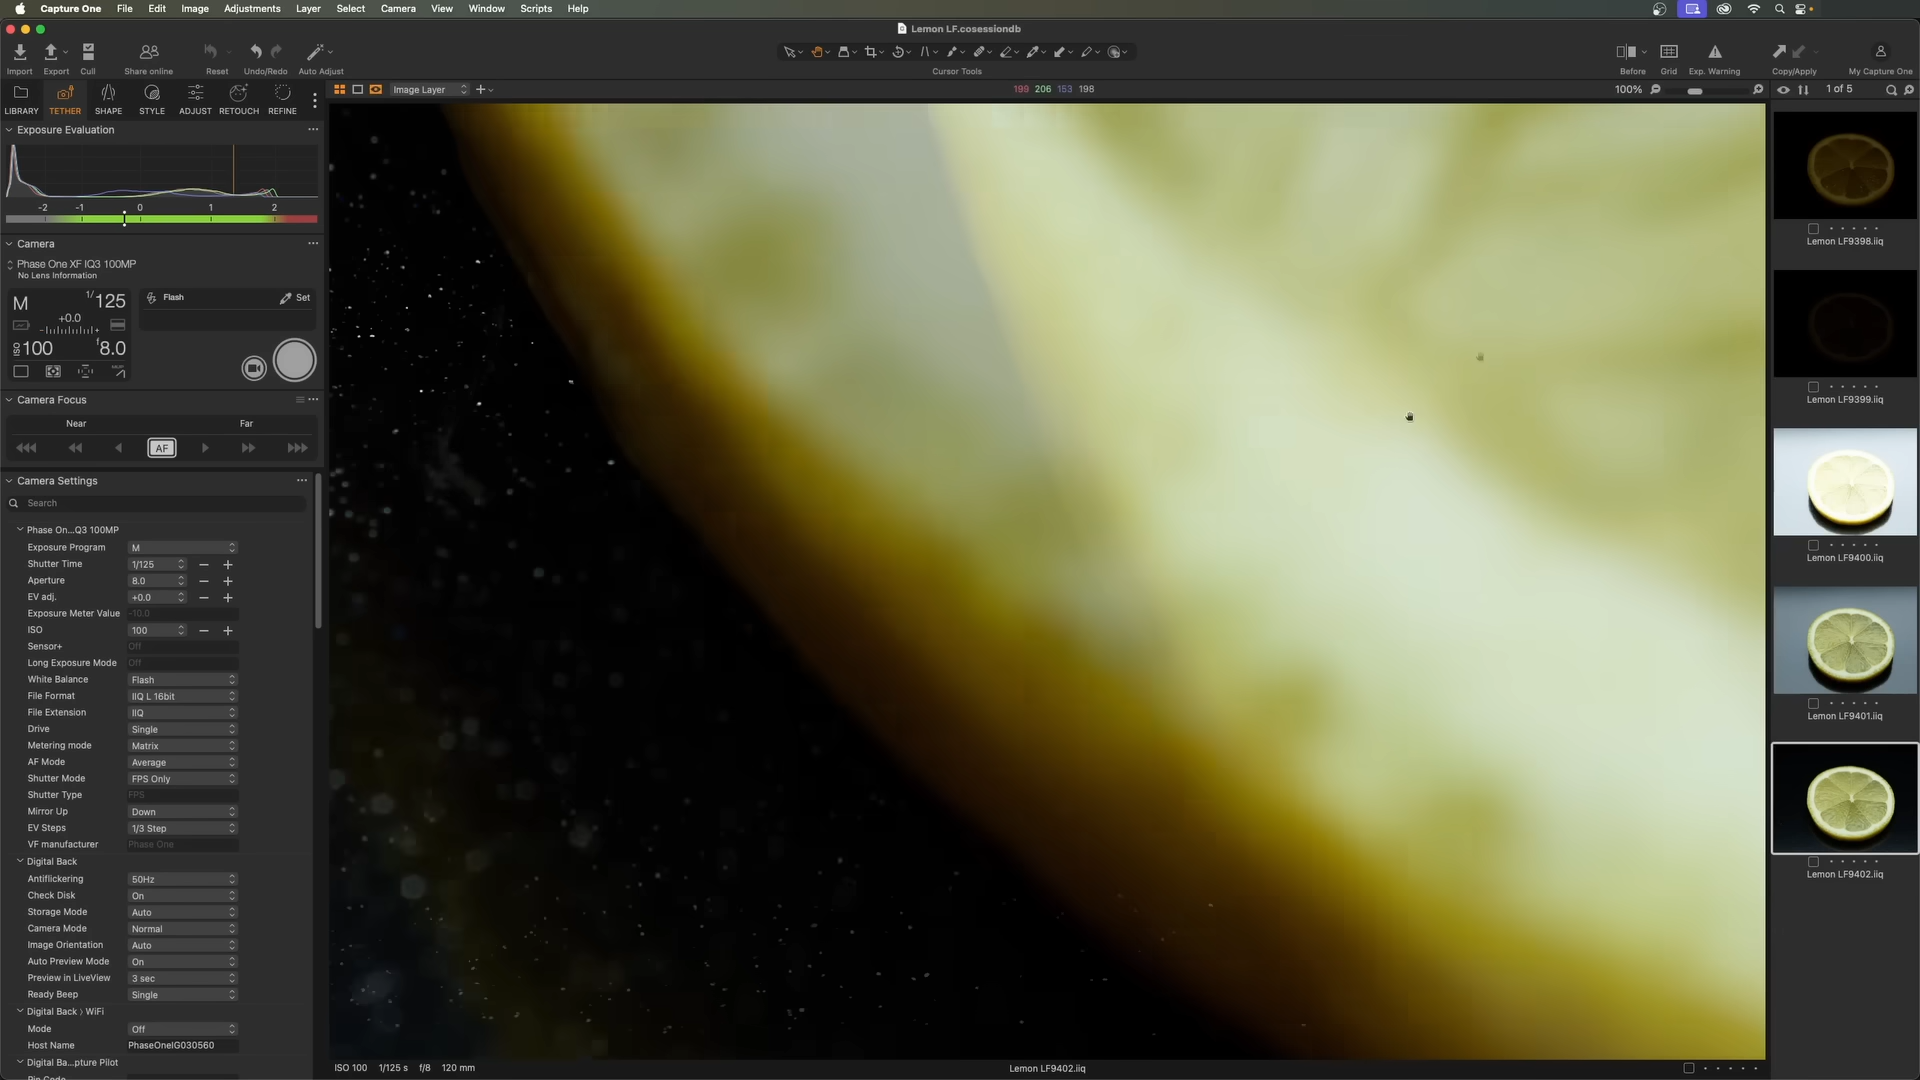 Capture One File Edit Image Adjustments Layer Select Camera View Window Scripts Help
Lemon LF.cosessiondb
Import Export Cull Share online Reset Undo/Redo Auto Adjust Cursor Tools Before Grid Exp. Warning Copy/Apply My Capture One
LIBRARY TETHER SHAPE STYLE ADJUST RETOUCH REFINE
Image Layer
199 206 153 198
100%
1 of 5
Exposure Evaluation
-2 -1 0 1 2
Camera
Phase One XF IQ3 100MP
No Lens Information
M 1/125
+0.0
ISO 100 f8.0
Flash Set
Camera Focus
Near Far
AF
Camera Settings
Search
Phase On...Q3 100MP
Exposure Program M
Shutter Time 1/125
Aperture 8.0
EV adj. +0.0
Exposure Meter Value -10.0
ISO 100
Sensor+ Off
Long Exposure Mode Off
White Balance Flash
File Format IIQ L 16bit
File Extension IIQ
Drive Single
Metering mode Matrix
AF Mode Average
Shutter Mode FPS Only
Shutter Type FPS
Mirror Up Down
EV Steps 1/3 Step
VF manufacturer Phase One
Digital Back
Antiflickering 50Hz
Check Disk On
Storage Mode Auto
Camera Mode Normal
Image Orientation Auto
Auto Preview Mode On
Preview in LiveView 3 sec
Ready Beep Single
Digital Back › WiFi
Mode Off
Host Name PhaseOneIG030560
Digital Ba...pture Pilot
Pin Code
ISO 100 1/125 s f/8 120 mm
Lemon LF9402.iiq
Lemon LF9398.iiq
Lemon LF9399.iiq
Lemon LF9400.iiq
Lemon LF9401.iiq
Lemon LF9402.iiq